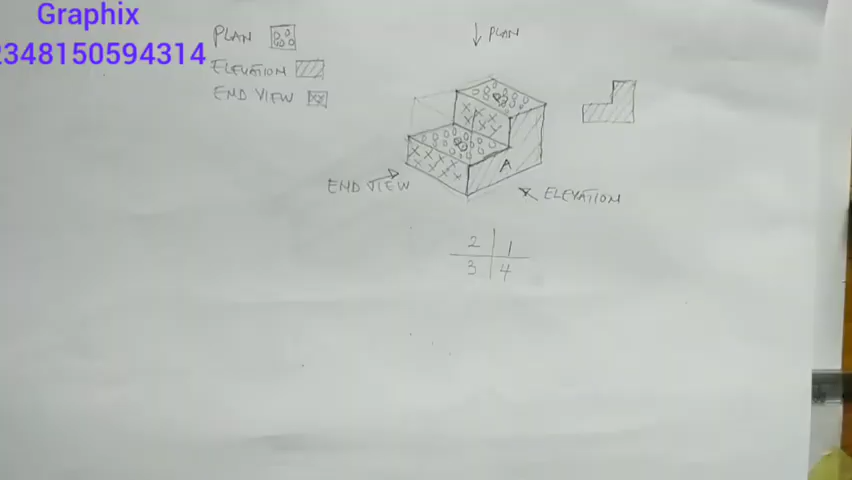 Graphix
2348150594314
PLAN
ELEVATION
END VIEW
PLAN
A
END VIEW
ELEVATION
2 1
3 4